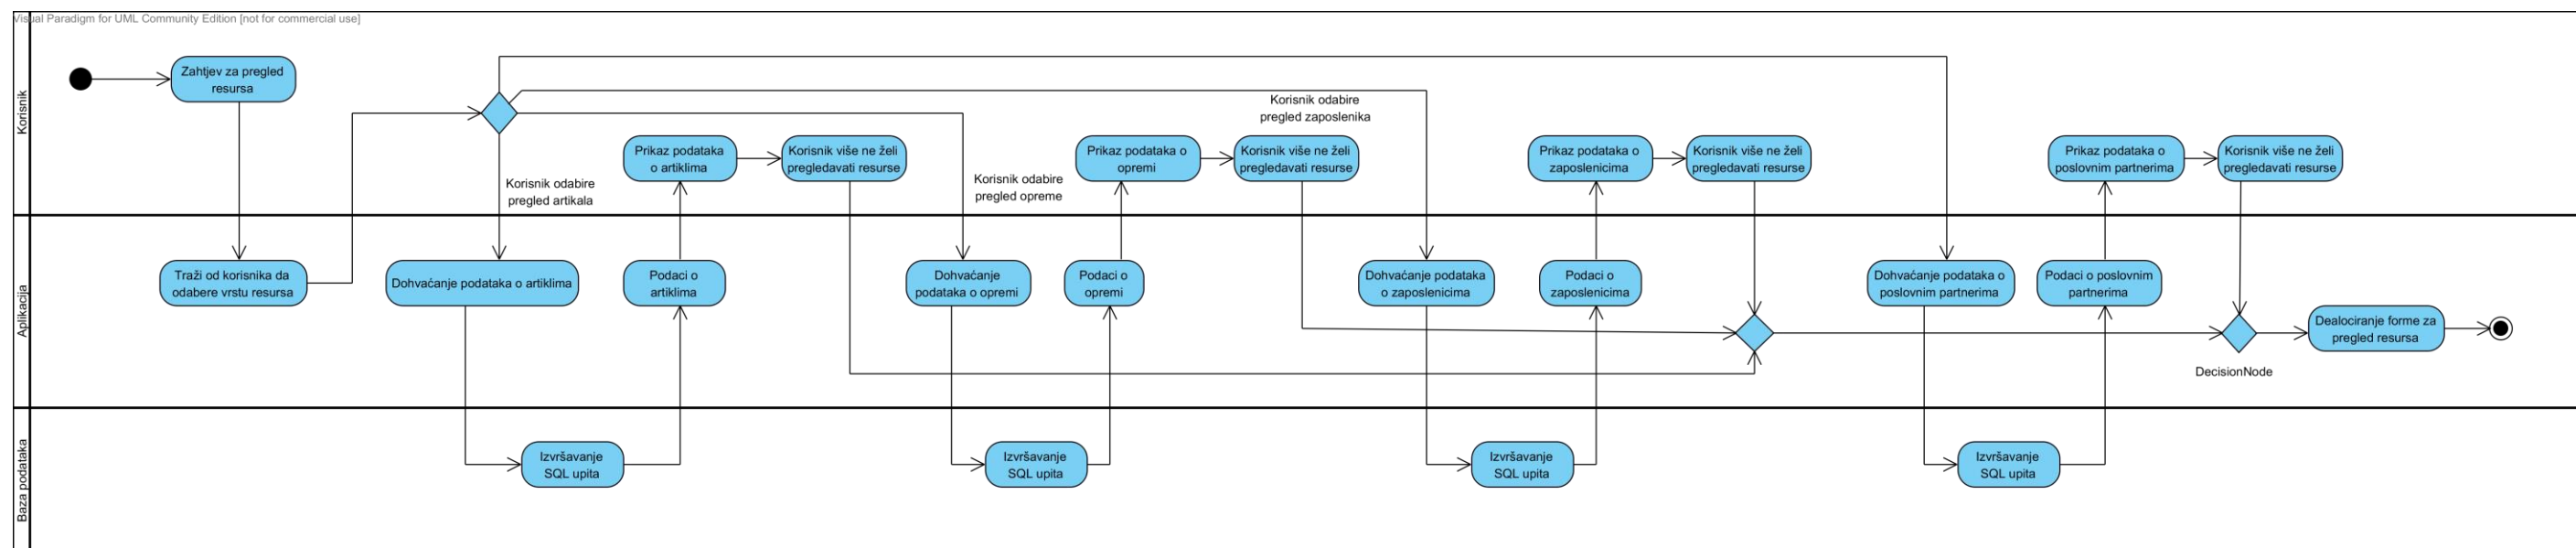 Visual Paradigm for UML Community Edition [not for commercial use]
Korisnik
Zahtjev za pregled
resursa
Korisnik odabire
pregled artikala
Prikaz podataka
o artiklima
Korisnik više ne želi
pregledavati resurse
Korisnik odabire
pregled opreme
Prikaz podataka o
opremi
Korisnik više ne želi
pregledavati resurse
Korisnik odabire
pregled zaposlenika
Prikaz podataka o
zaposlenicima
Korisnik više ne želi
pregledavati resurse
Prikaz podataka o
poslovnim partnerima
Korisnik više ne želi
pregledavati resurse
Aplikacija
Traži od korisnika da
odabere vrstu resursa
Dohvaćanje podataka o artiklima
Podaci o
artiklima
Dohvaćanje
podataka o opremi
Podaci o
opremi
Dohvaćanje podataka
o zaposlenicima
Podaci o
zaposlenicima
Dohvaćanje podataka o
poslovnim partnerima
Podaci o poslovnim
partnerima
DecisionNode
Dealociranje forme za
pregled resursa
Baza podataka
Izvršavanje
SQL upita
Izvršavanje
SQL upita
Izvršavanje
SQL upita
Izvršavanje
SQL upita